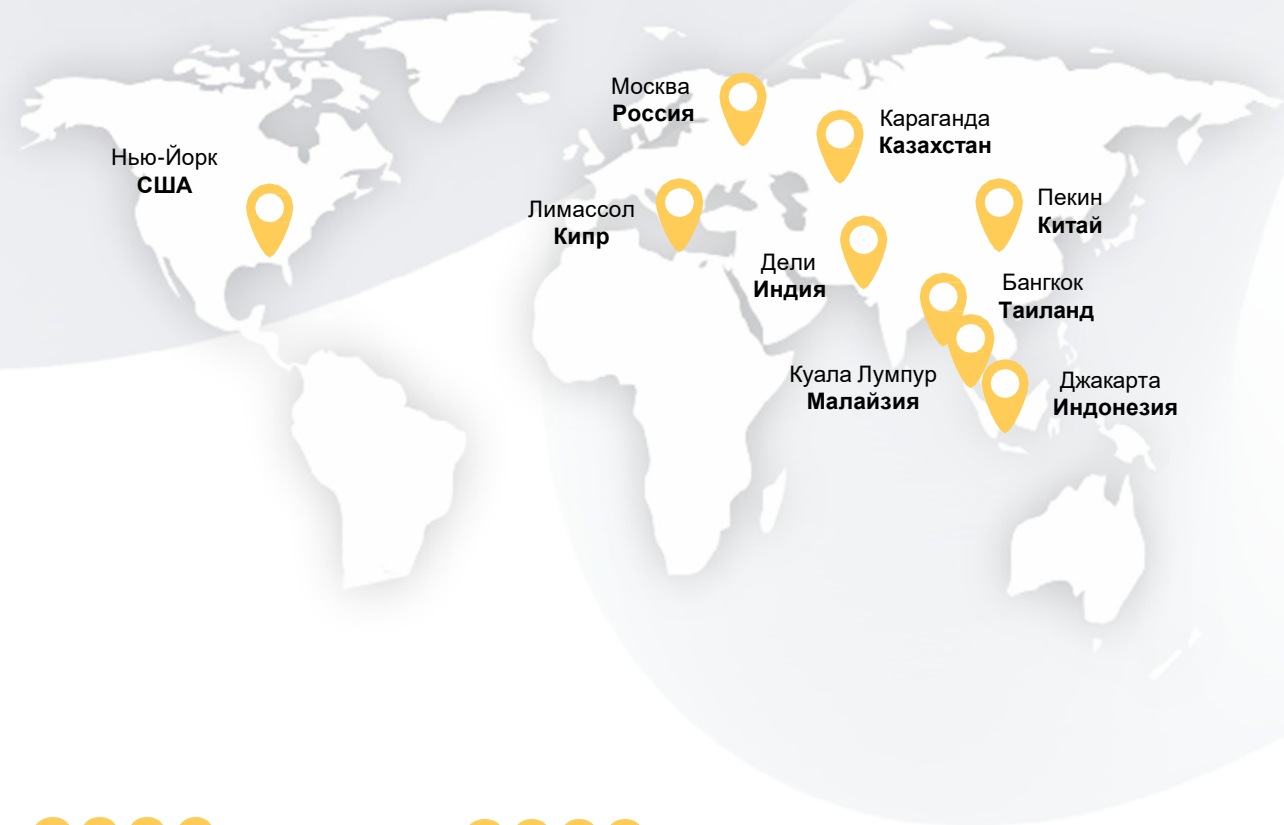 Москва
Россия
Караганда
Казахстан
Нью-Йорк
США
Лимассол
Кипр
Пекин
Китай
Дели
Индия
Бангкок
Таиланд
Куала Лумпур
Малайзия
Джакарта
Индонезия